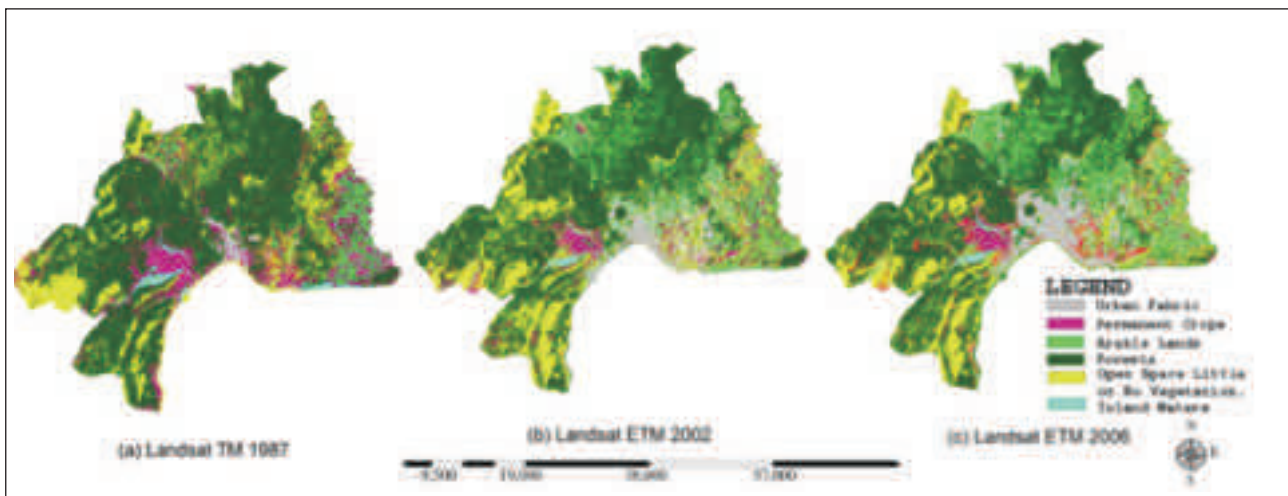 (a) Landsat TM 1987
(b) Landsat ETM 2002
(c) Landsat ETM 2006
LEGEND
Urban Fabric
Permanent Crops
Arable Lands
Forests
Open Space Little
or No Vegetation.
Inland Waters
N
E
S